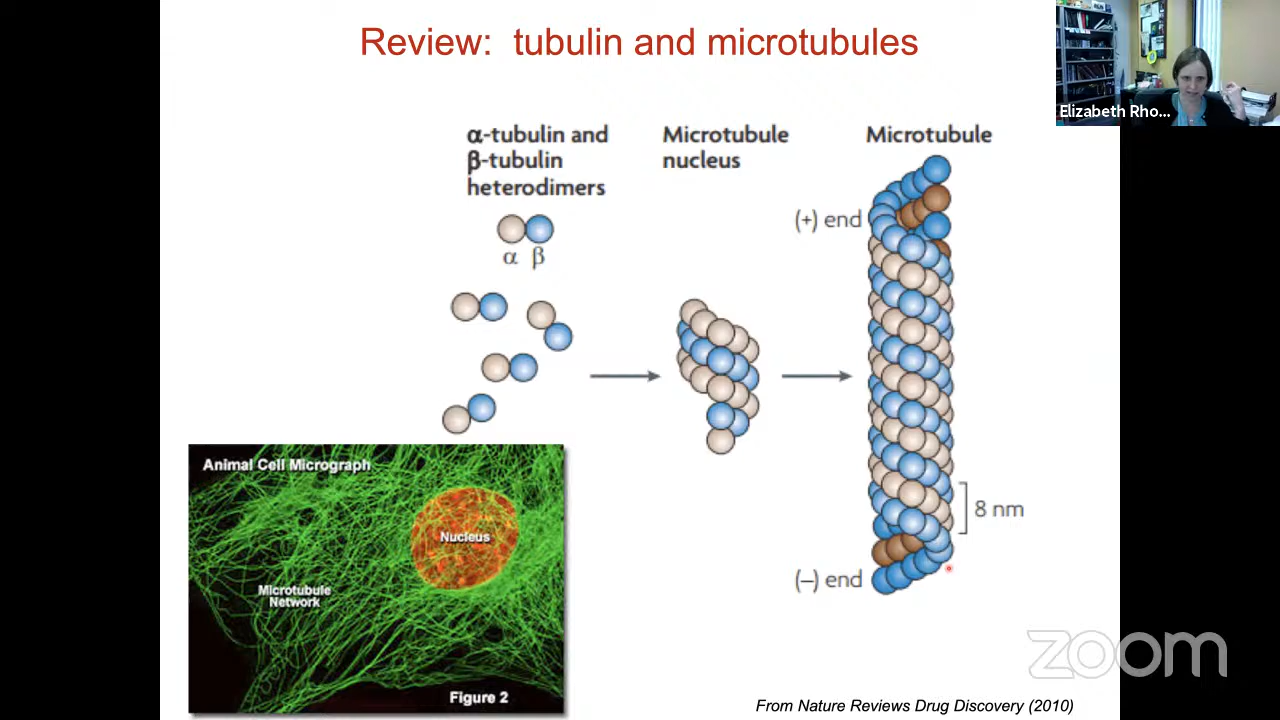 Review: tubulin and microtubules
Elizabeth Rho...
α-tubulin and
β-tubulin
heterodimers
α β
Microtubule
nucleus
Microtubule
(+) end
8 nm
(–) end
Animal Cell Micrograph
Nucleus
Microtubule
Network
Figure 2
zoom
From Nature Reviews Drug Discovery (2010)